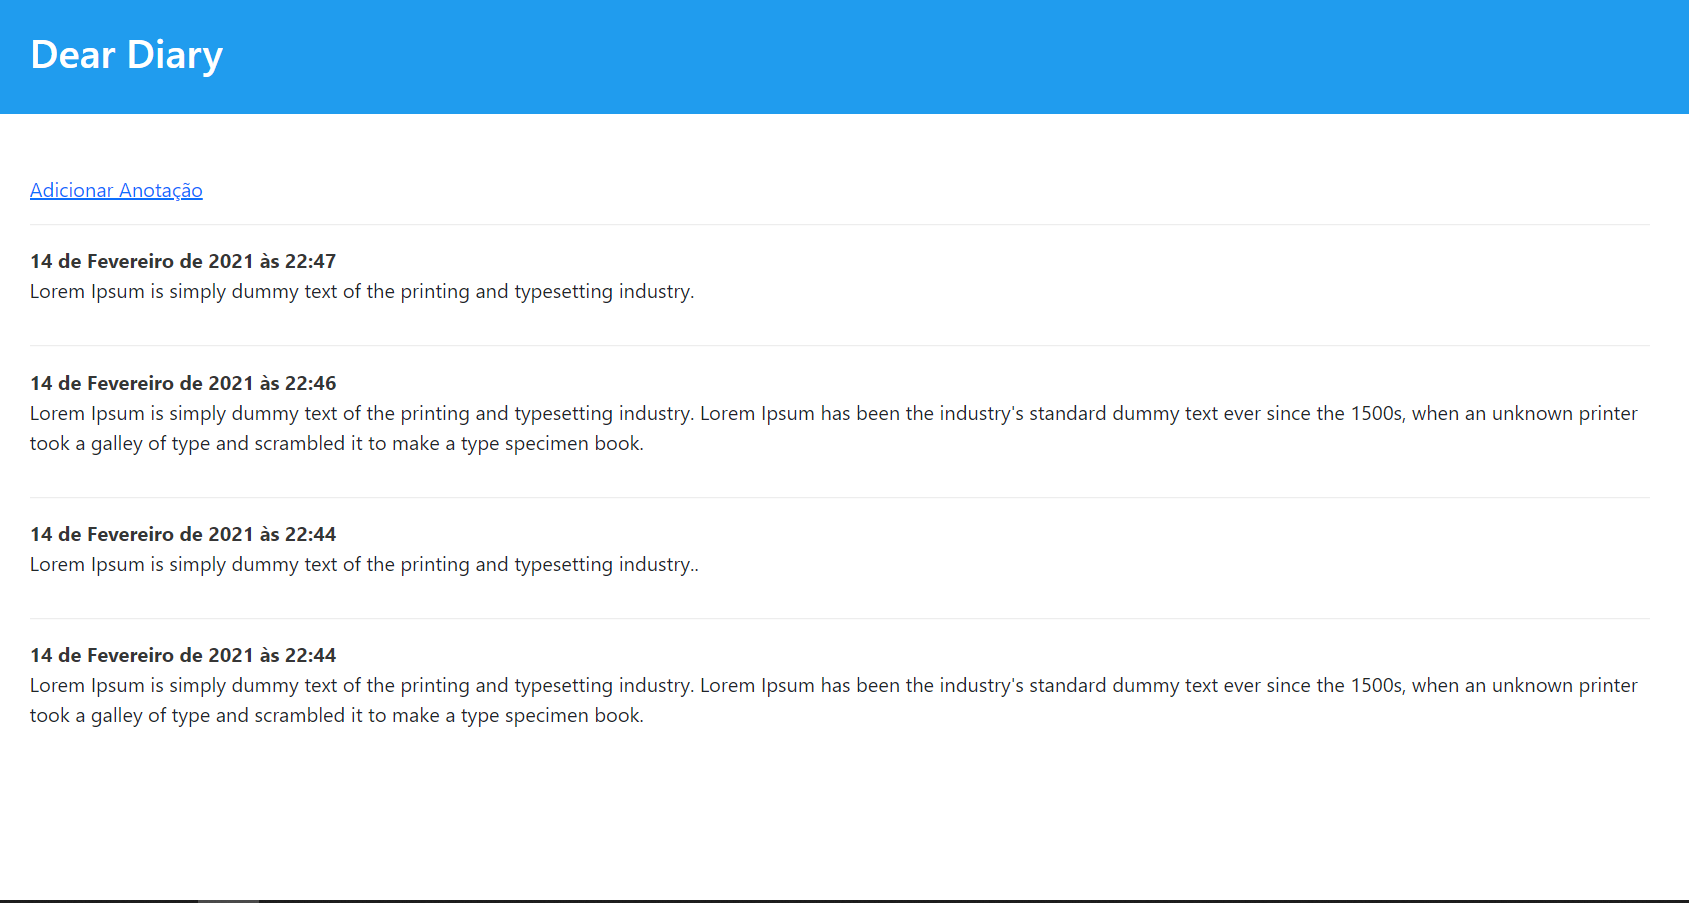 Dear Diary
Adicionar Anotação
14 de Fevereiro de 2021 às 22:47
Lorem Ipsum is simply dummy text of the printing and typesetting industry.
14 de Fevereiro de 2021 às 22:46
Lorem Ipsum is simply dummy text of the printing and typesetting industry. Lorem Ipsum has been the industry's standard dummy text ever since the 1500s, when an unknown printer
took a galley of type and scrambled it to make a type specimen book.
14 de Fevereiro de 2021 às 22:44
Lorem Ipsum is simply dummy text of the printing and typesetting industry..
14 de Fevereiro de 2021 às 22:44
Lorem Ipsum is simply dummy text of the printing and typesetting industry. Lorem Ipsum has been the industry's standard dummy text ever since the 1500s, when an unknown printer
took a galley of type and scrambled it to make a type specimen book.